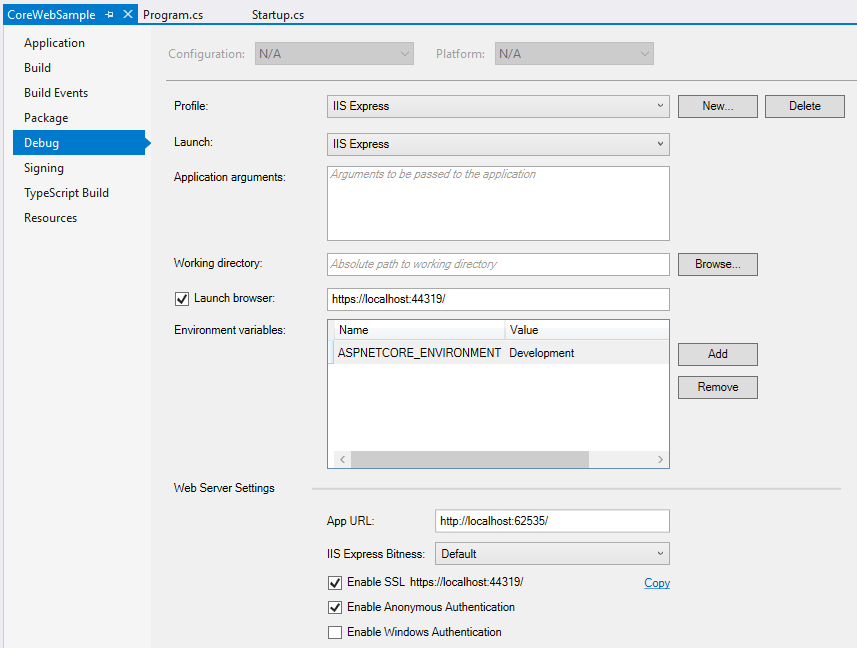 CoreWebSample Program.cs Startup.cs
Application
Build
Build Events
Package
Debug
Signing
TypeScript Build
Resources
Configuration: N/A Platform: N/A
Profile: IIS Express New... Delete
Launch: IIS Express
Application arguments: Arguments to be passed to the application
Working directory: Absolute path to working directory Browse...
Launch browser: https://localhost:44319/
Environment variables: Name Value
ASPNETCORE_ENVIRONMENT Development
Add
Remove
Web Server Settings
App URL: http://localhost:62535/
IIS Express Bitness: Default
Enable SSL https://localhost:44319/ Copy
Enable Anonymous Authentication
Enable Windows Authentication